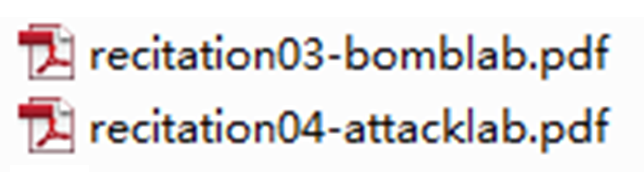 recitation03-bomblab.pdf
recitation04-attacklab.pdf